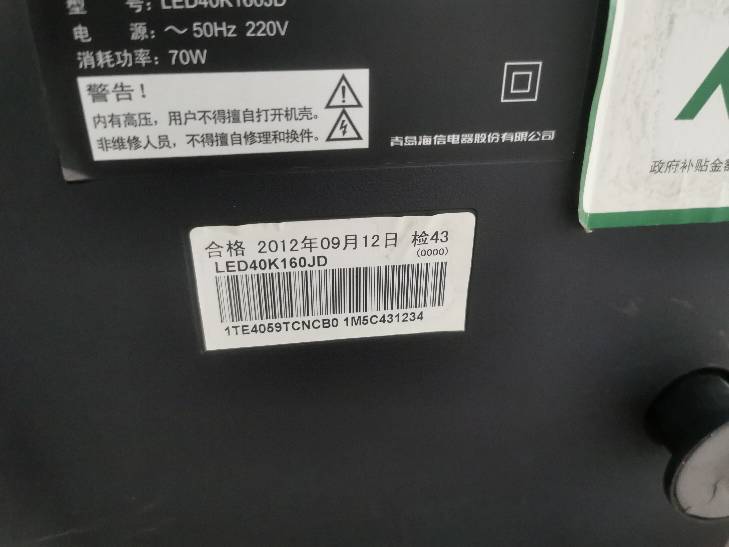 型 号: LED40K160JD
电 源: ～ 50Hz 220V
消耗功率: 70W
警告！
内有高压，用户不得擅自打开机壳。
非维修人员，不得擅自修理和换件。
青岛海信电器股份有限公司
政府补贴金额
合格 2012年09月12日 检43
(0000)
LED40K160JD
1TE4059TCNCB0 1M5C431234